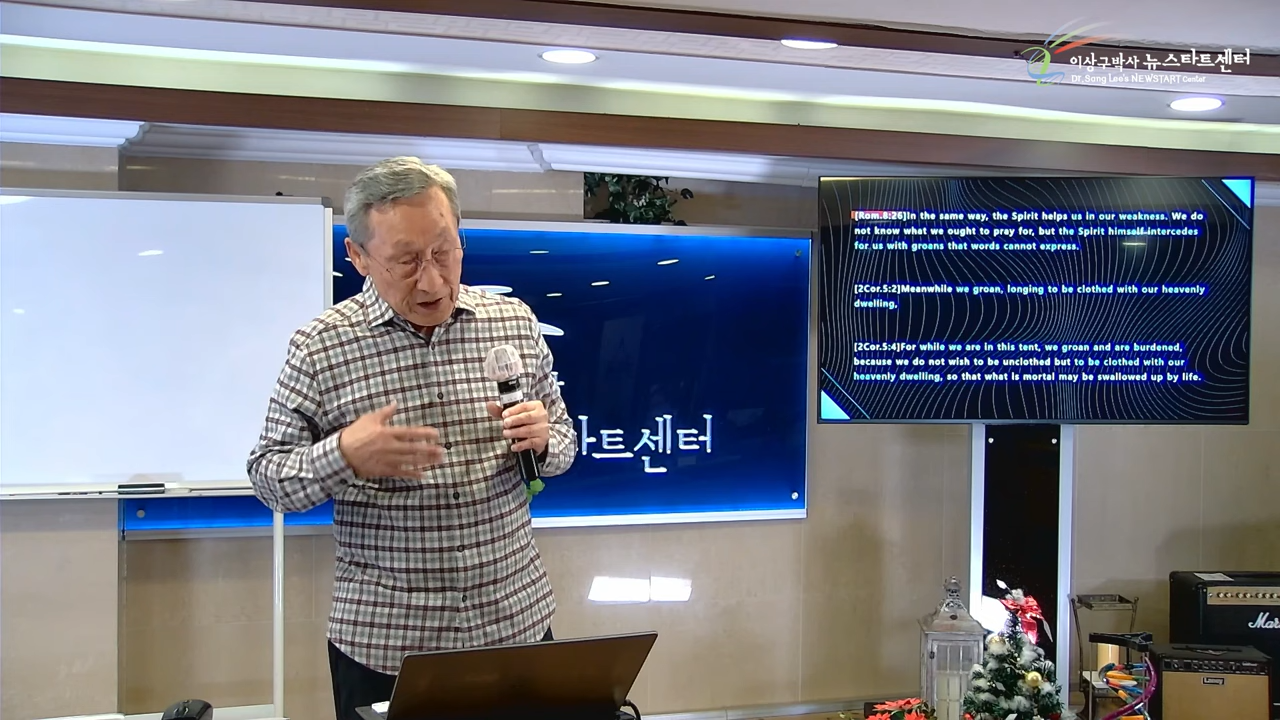 이상구박사 뉴스타트센터
Dr. Sang Lee's NEWSTART Center
[Rom.8:26]In the same way, the Spirit helps us in our weakness. We do
not know what we ought to pray for, but the Spirit himself intercedes
for us with groans that words cannot express.
[2Cor.5:2]Meanwhile we groan, longing to be clothed with our heavenly
dwelling,
[2Cor.5:4]For while we are in this tent, we groan and are burdened,
because we do not wish to be unclothed but to be clothed with our
heavenly dwelling, so that what is mortal may be swallowed up by life.
트센터
Laney